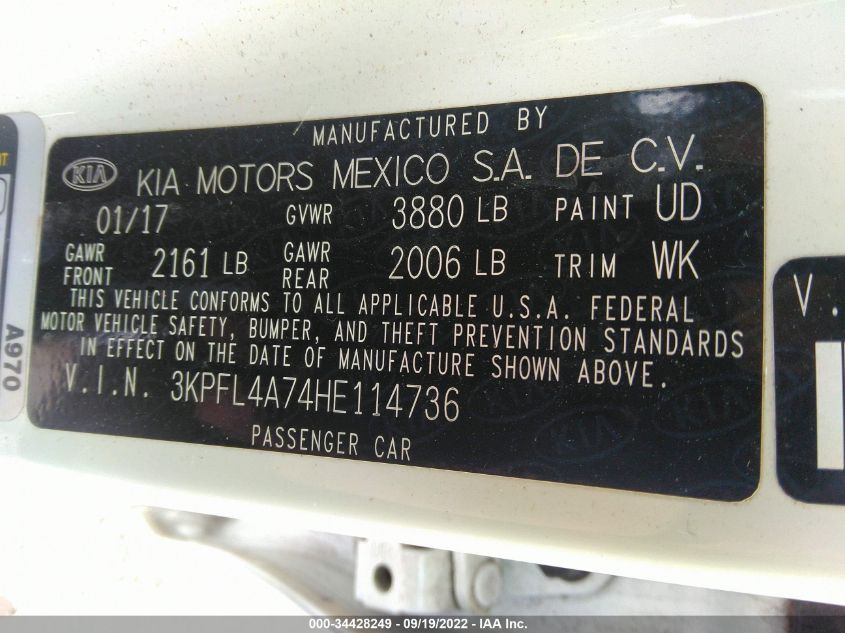 MANUFACTURED BY
KIA KIA MOTORS MEXICO S.A. DE C.V.
01/17 GVWR 3880 LB PAINT UD
GAWR FRONT 2161 LB GAWR REAR 2006 LB TRIM WK
THIS VEHICLE CONFORMS TO ALL APPLICABLE U.S.A. FEDERAL
MOTOR VEHICLE SAFETY, BUMPER, AND THEFT PREVENTION STANDARDS
IN EFFECT ON THE DATE OF MANUFACTURE SHOWN ABOVE.
V.I.N. 3KPFL4A74HE114736
PASSENGER CAR
A970
V.
000-34428249 - 09/19/2022 - IAA Inc.